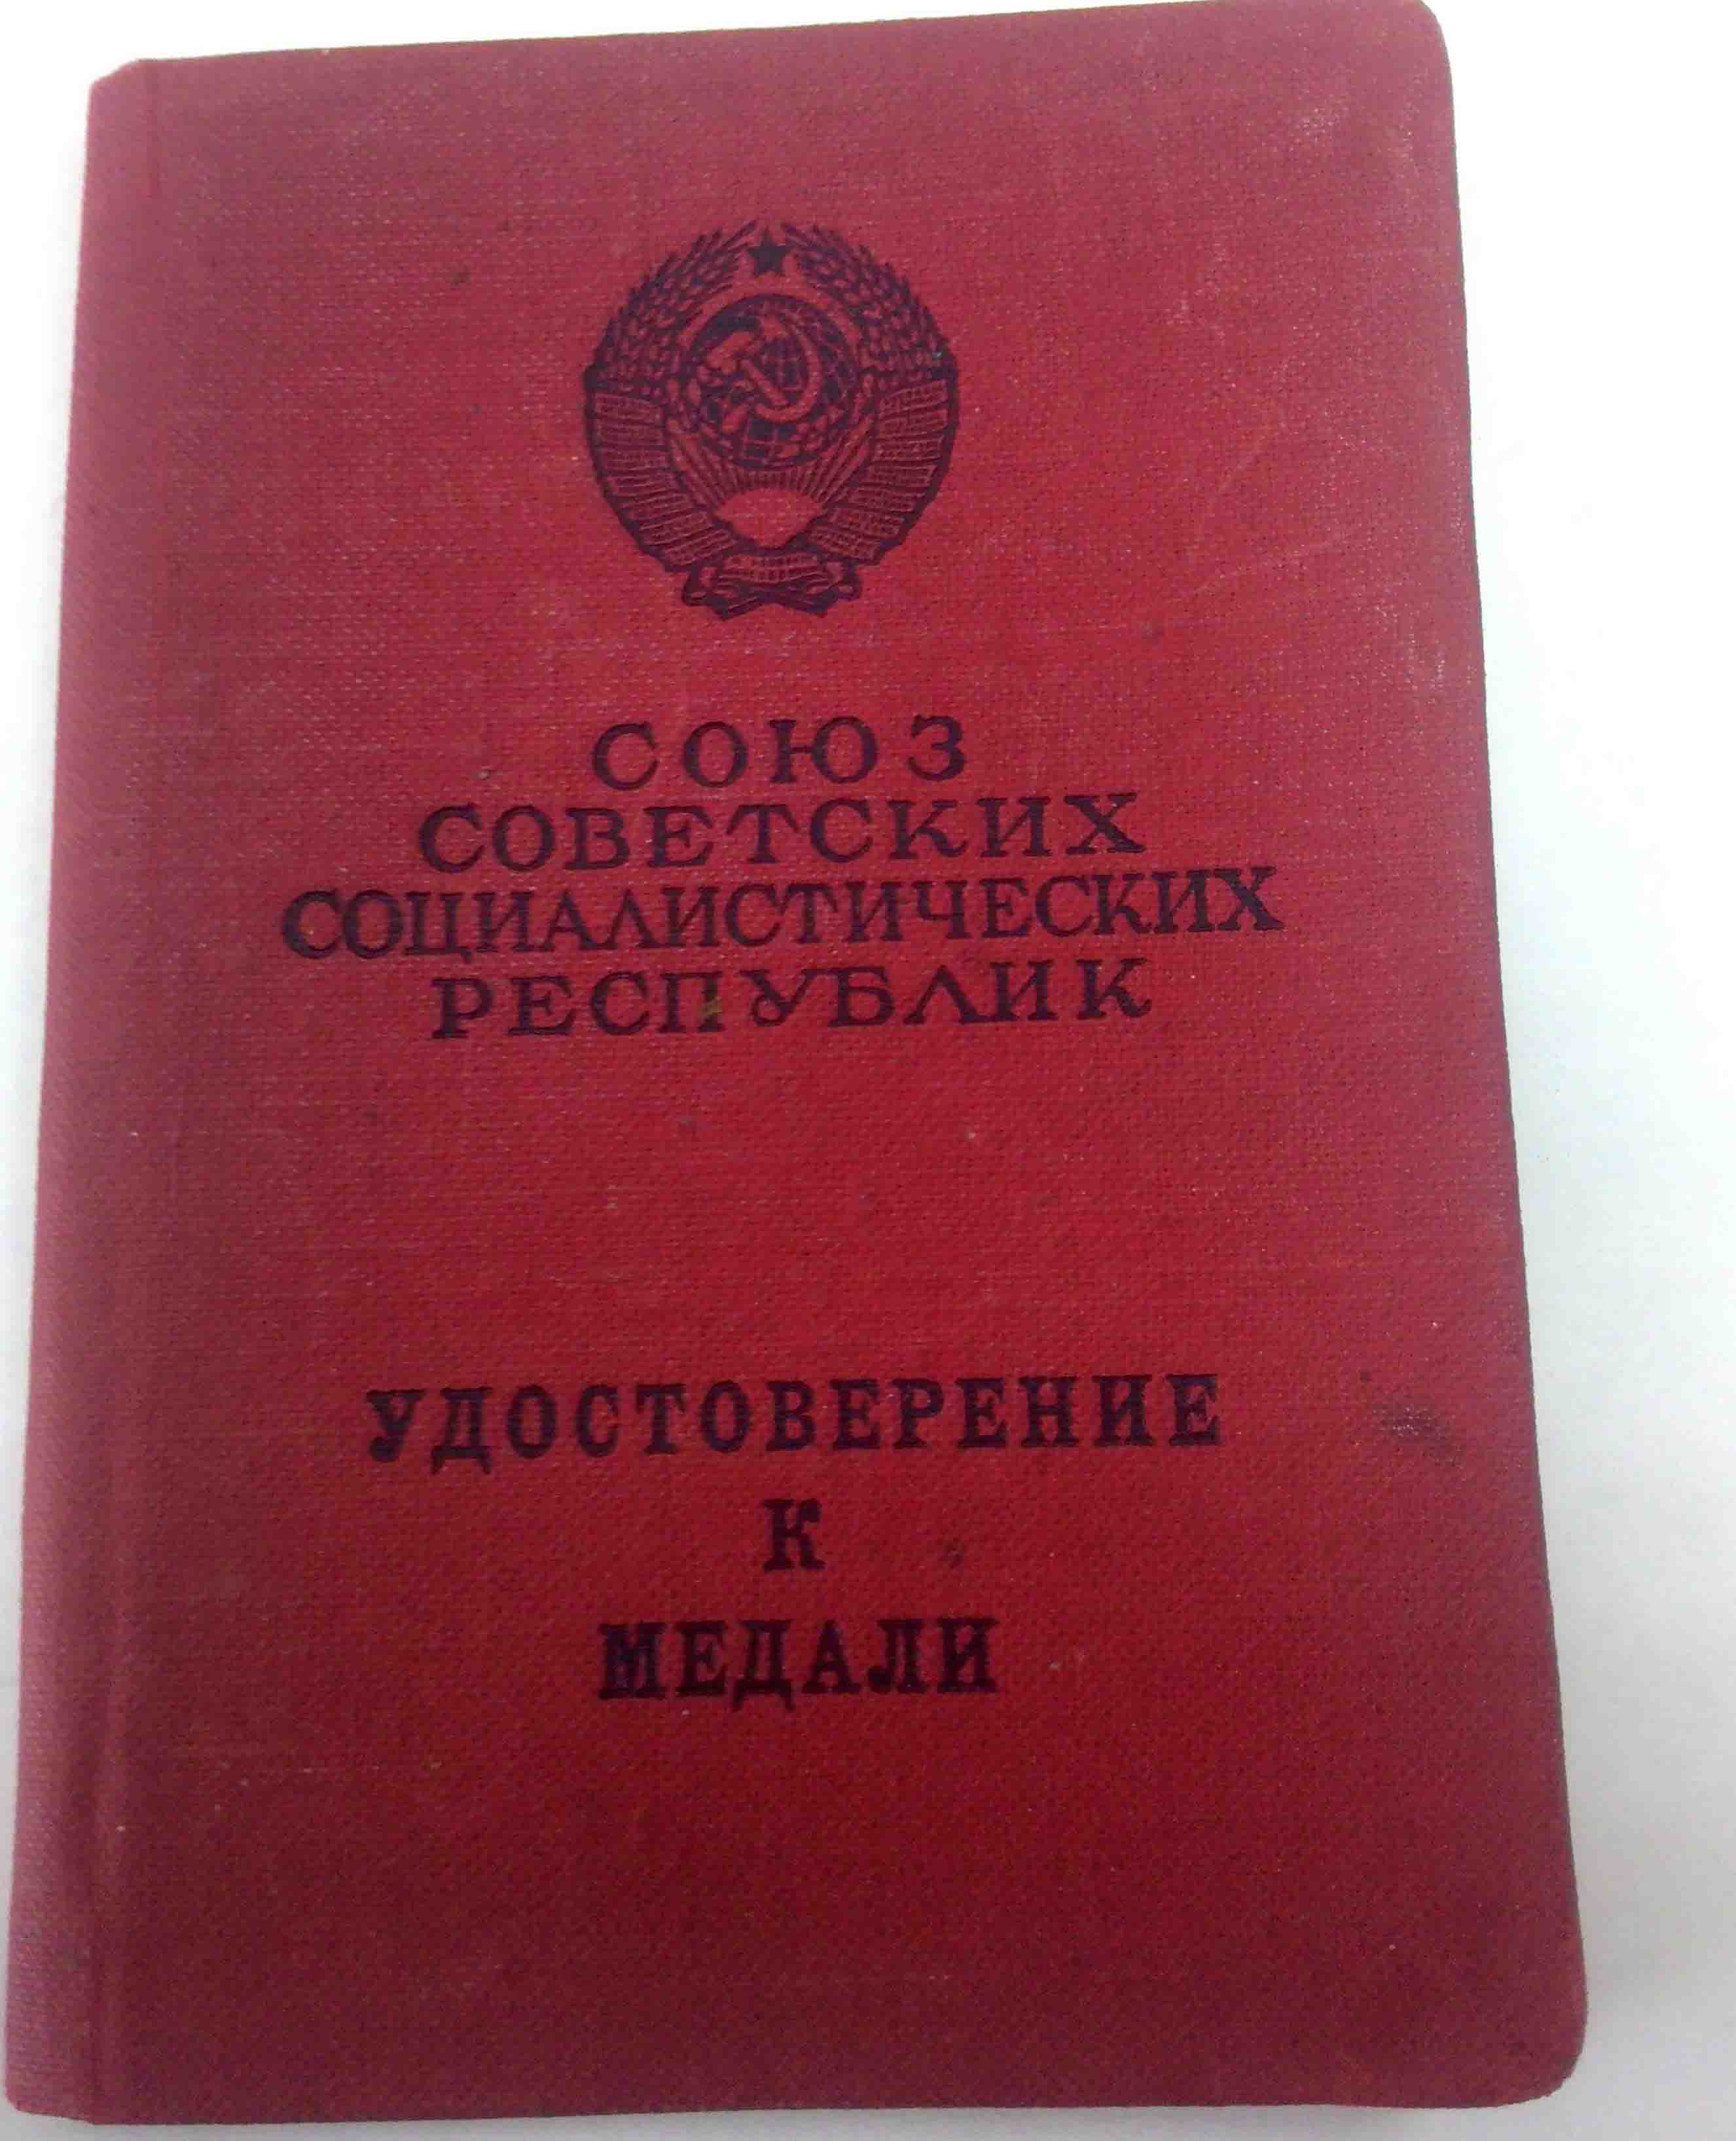 СОЮЗ
СОВЕТСКИХ
СОЦИАЛИСТИЧЕСКИХ
РЕСПУБЛИК
УДОСТОВЕРЕНИЕ
К
МЕДАЛИ